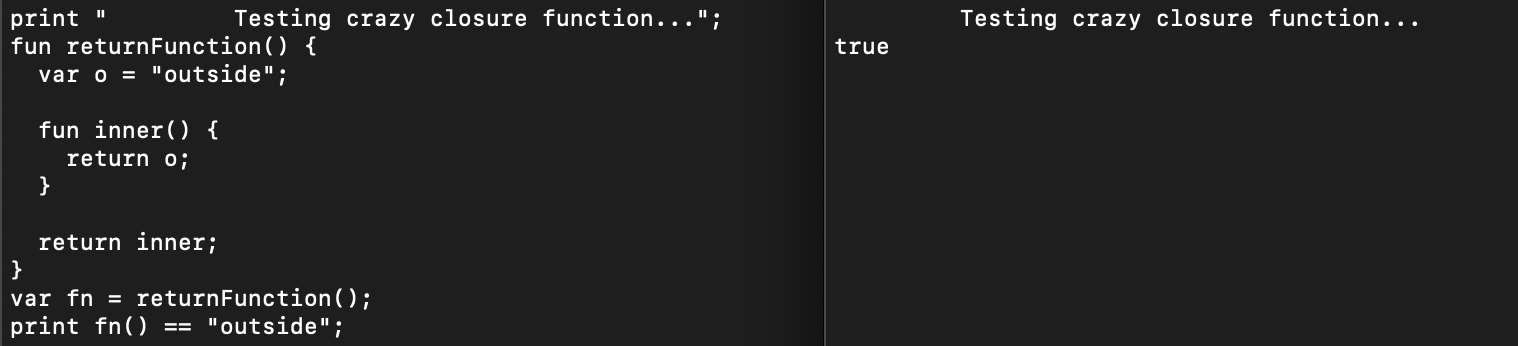 print "         Testing crazy closure function...";
fun returnFunction() {
  var o = "outside";

  fun inner() {
    return o;
  }

  return inner;
}
var fn = returnFunction();
print fn() == "outside";
         Testing crazy closure function...
true